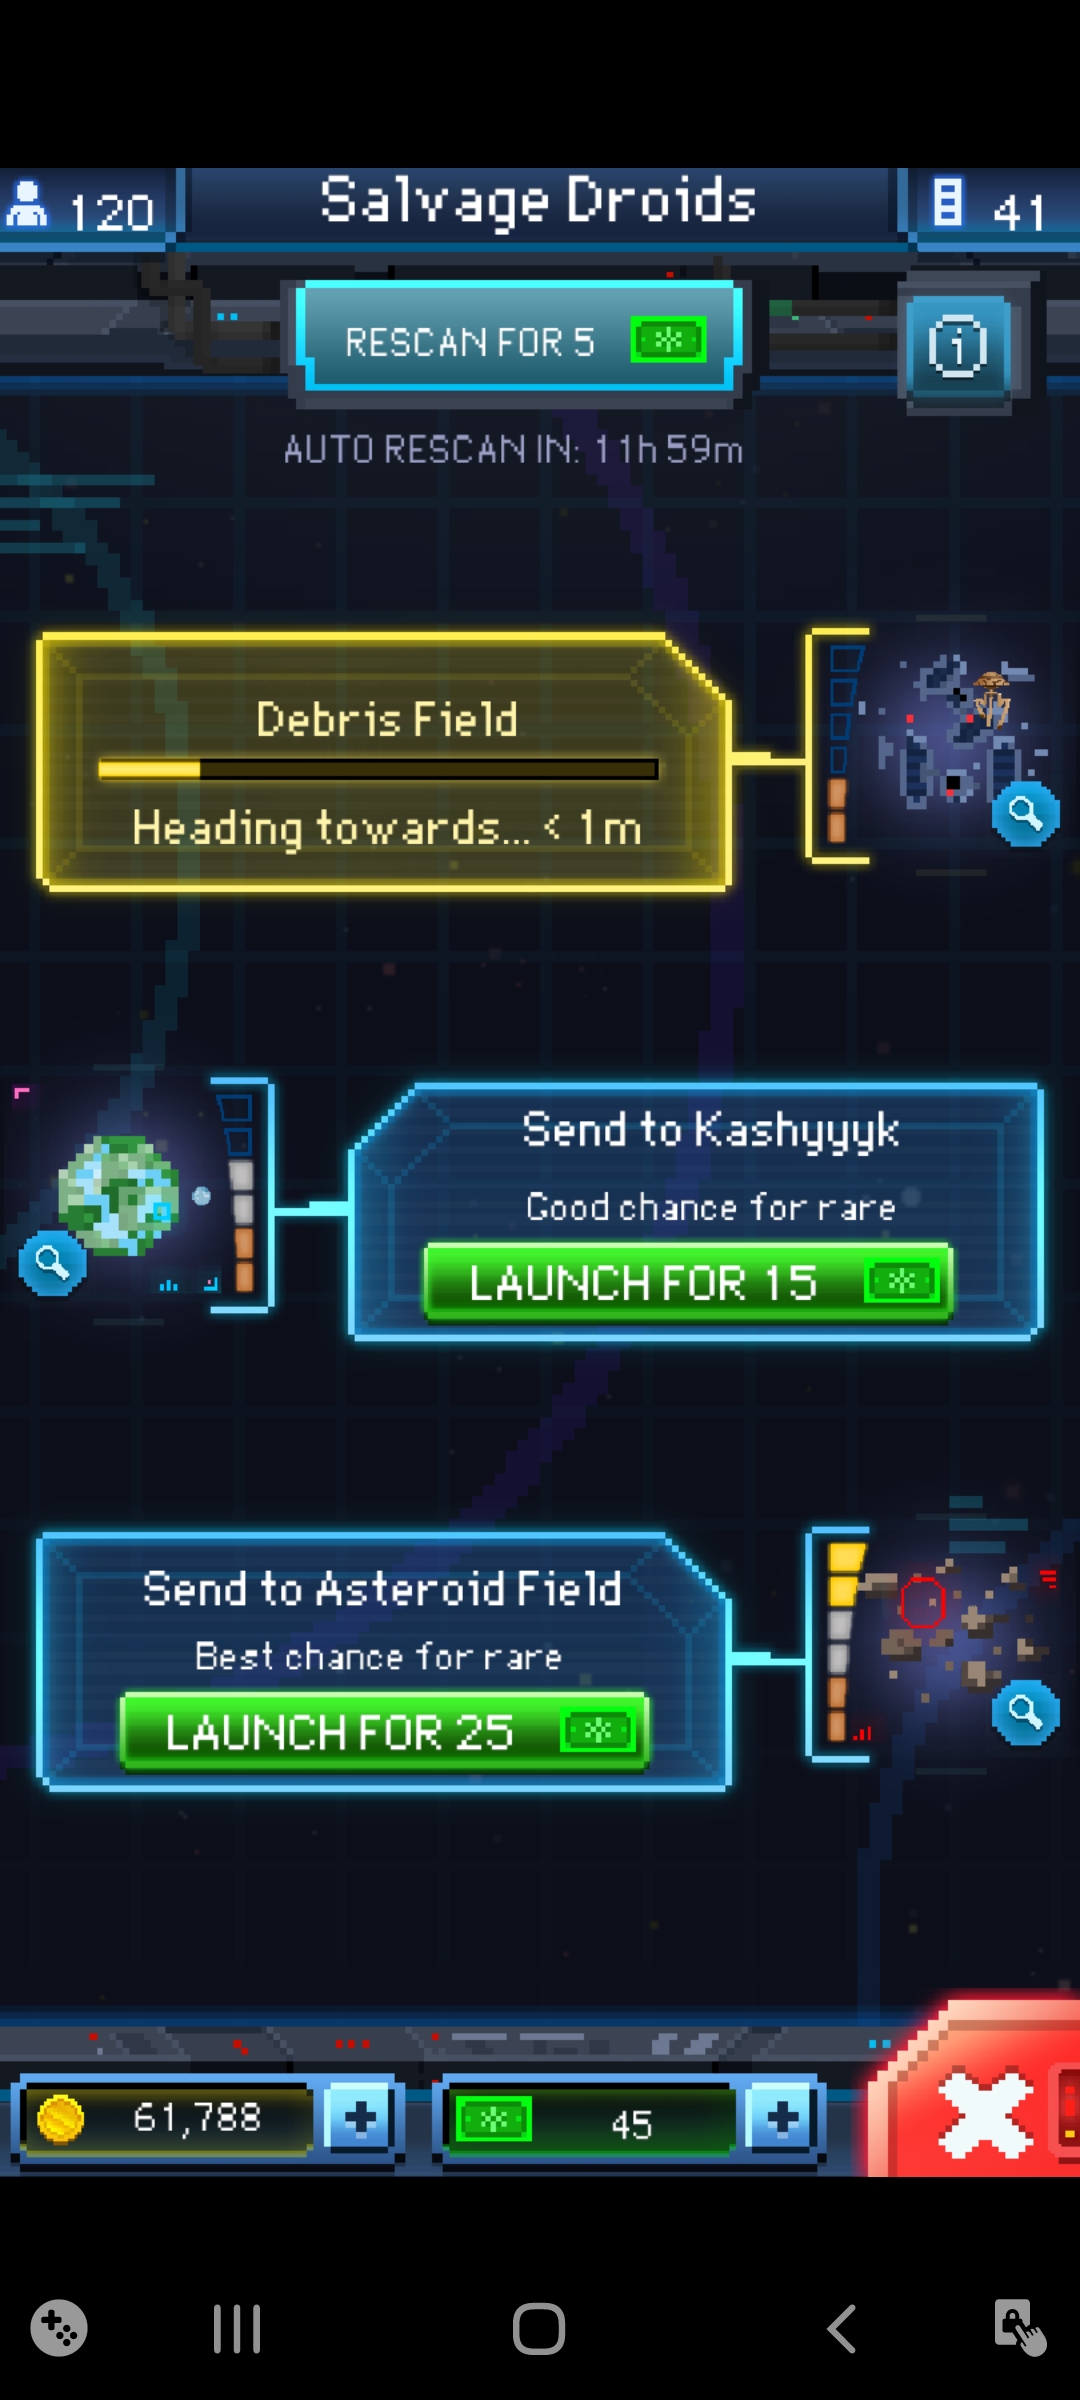 120
Salvage Droids
41
RESCAN FOR 5
AUTO RESCAN IN: 11h 59m
Debris Field
Heading towards... < 1m
Send to Kashyyyk
Good chance for rare
LAUNCH FOR 15
Send to Asteroid Field
Best chance for rare
LAUNCH FOR 25
61,788
45